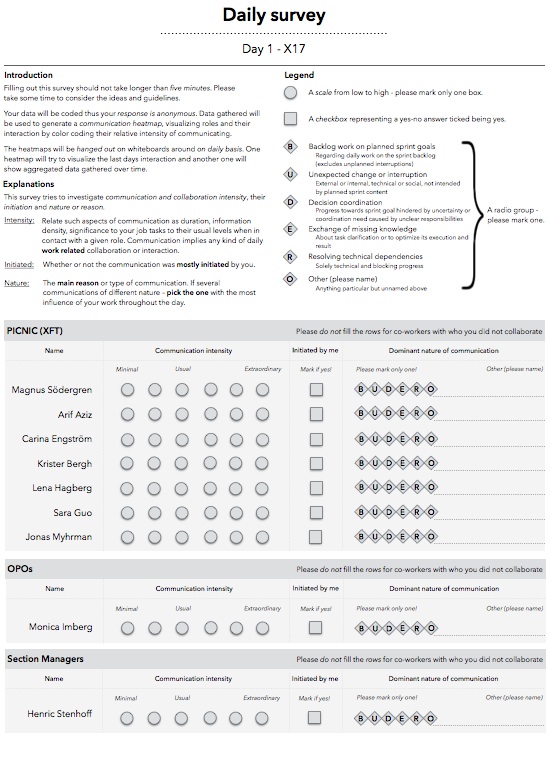 Daily survey
Day 1 - X17
Introduction
Filling out this survey should not take longer than five minutes. Please
take some time to consider the ideas and guidelines.
Your data will be coded thus your response is anonymous. Data gathered will
be used to generate a communication heatmap, visualizing roles and their
interaction by color coding their relative intensity of communicating.
The heatmaps will be hanged out on whiteboards around on daily basis. One
heatmap will try to visualize the last days interaction and another one will
show aggregated data gathered over time.
Explanations
This survey tries to investigate communication and collaboration intensity, their
initiation and nature or reason.
Intensity: Relate such aspects of communication as duration, information
density, significance to your job tasks to their usual levels when in
contact with a given role. Communication implies any kind of daily
work related collaboration or interaction.
Initiated: Whether or not the communication was mostly initiated by you.
Nature: The main reason or type of communication. If several
communications of different nature - pick the one with the most
influence of your work throughout the day.
Legend
A scale from low to high - please mark only one box.
A checkbox representing a yes-no answer ticked being yes.
B Backlog work on planned sprint goals
Regarding daily work on the sprint backlog
(excludes unplanned interruptions)
U Unexpected change or interruption
External or internal, technical or social, not intended
by planned sprint content
D Decision coordination
Progress towards sprint goal hindered by uncertainty or
coordination need caused by unclear responsibilities
E Exchange of missing knowledge
About task clarification or to optimize its execution and
result
R Resolving technical dependencies
Solely technical and blocking progress
O Other (please name)
Anything particular but unnamed above
A radio group -
please mark one.
PICNIC (XFT) Please do not fill the rows for co-workers with who you did not collaborate
Name Communication intensity Initiated by me Dominant nature of communication
Minimal Usual Extraordinary Mark if yes! Please mark only one! Other (please name)
Magnus Södergren B U D E R O
Arif Aziz B U D E R O
Carina Engström B U D E R O
Krister Bergh B U D E R O
Lena Hagberg B U D E R O
Sara Guo B U D E R O
Jonas Myhrman B U D E R O
OPOs Please do not fill the rows for co-workers with who you did not collaborate
Name Communication intensity Initiated by me Dominant nature of communication
Minimal Usual Extraordinary Mark if yes! Please mark only one! Other (please name)
Monica Imberg B U D E R O
Section Managers Please do not fill the rows for co-workers with who you did not collaborate
Name Communication intensity Initiated by me Dominant nature of communication
Minimal Usual Extraordinary Mark if yes! Please mark only one! Other (please name)
Henric Stenhoff B U D E R O